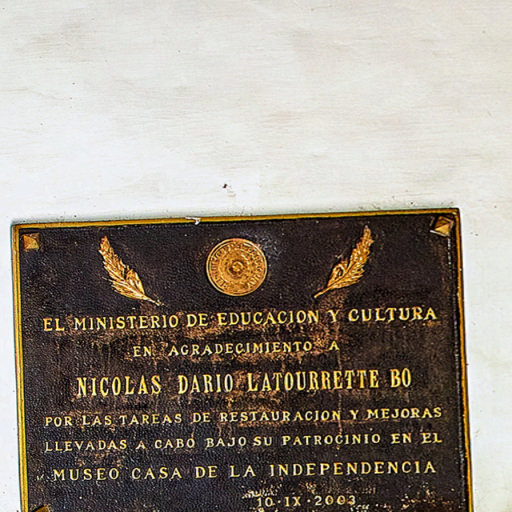 EL MINISTERIO DE EDUCACION Y CULTURA
EN AGRADECIMIENTO A
NICOLAS DARIO LATOURRETTE BO
POR LAS TAREAS DE RESTAURACION Y MEJORAS
LLEVADAS A CABO BAJO SU PATROCINIO EN EL
MUSEO CASA DE LA INDEPENDENCIA
10·IX·2003